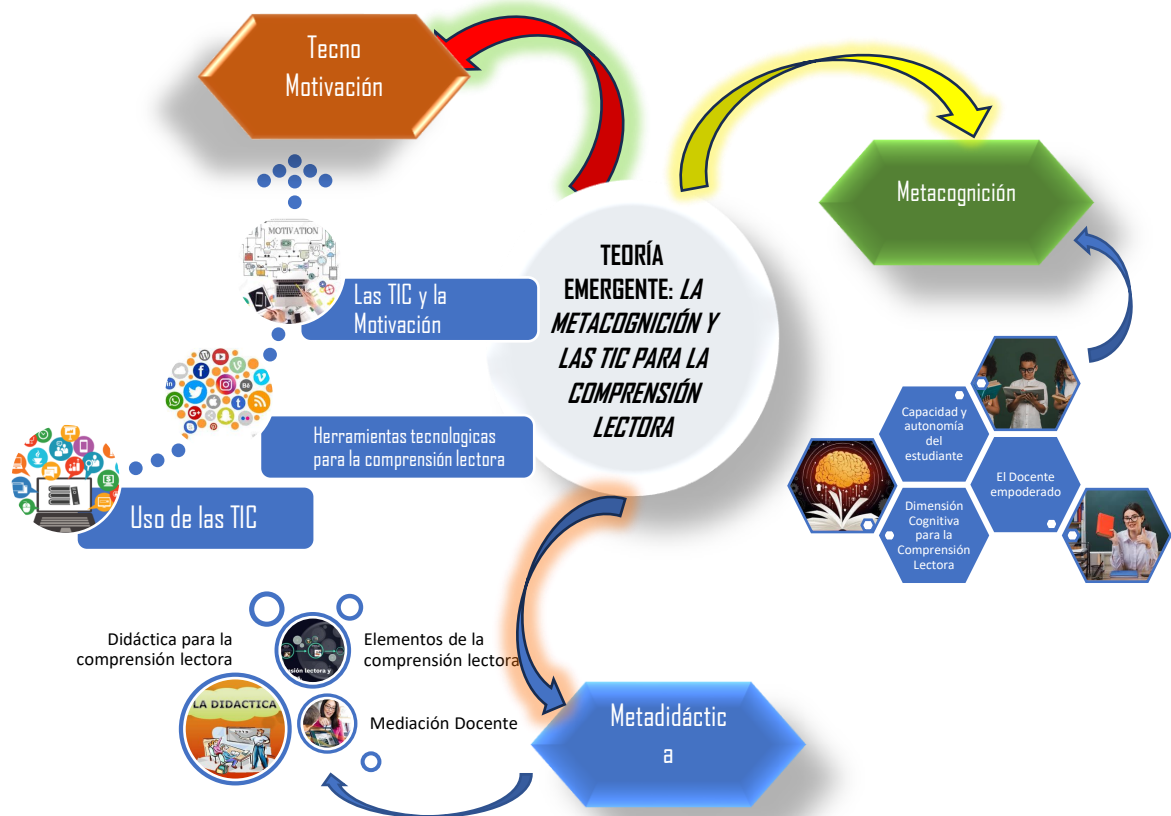 Tecno
Motivación
Metacognición
TEORÍA
EMERGENTE: LA
METACOGNICIÓN Y
LAS TIC PARA LA
COMPRENSIÓN
LECTORA
MOTIVATION
Las TIC y la
Motivación
Herramientas tecnologicas
para la comprensión lectora
Uso de las TIC
Capacidad y
autonomía
del
estudiante
El Docente
empoderado
Dimensión
Cognitiva
para la
Comprensión
Lectora
Didáctica para la
comprensión lectora
Elementos de la
comprensión lectora
nsión lectora y
LA DIDACTICA
Mediación Docente
Metadidáctic
a